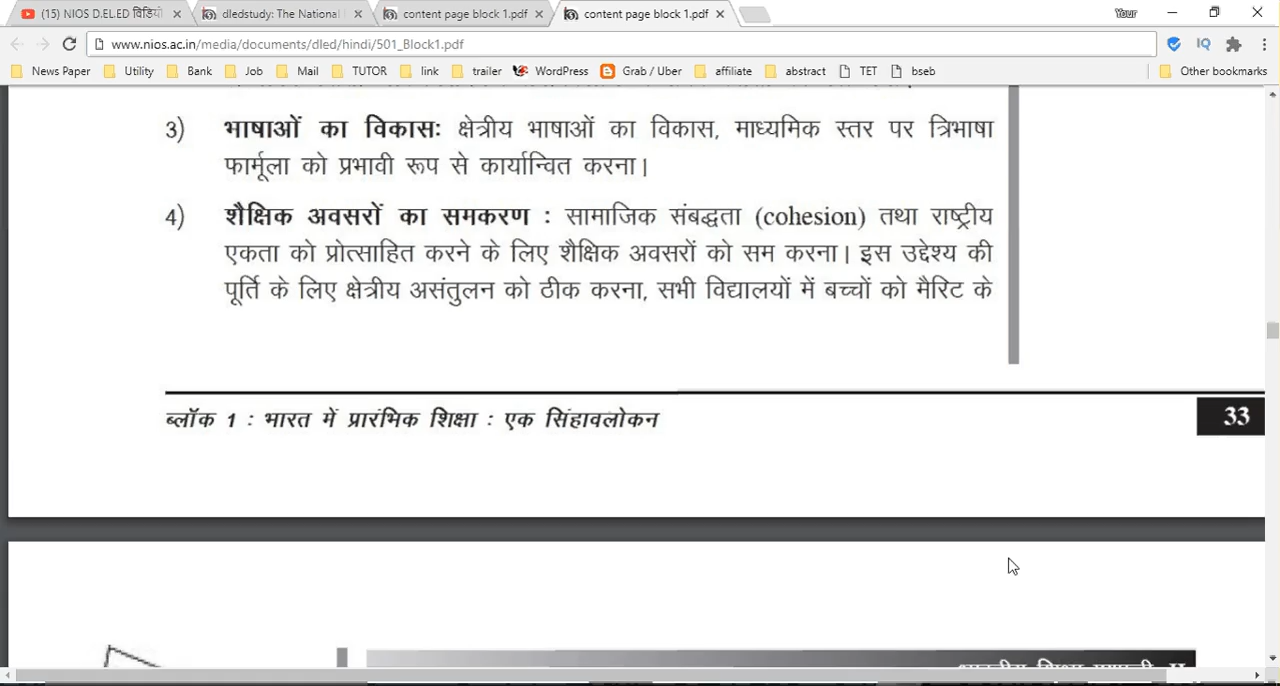 (15) NIOS D.ELED विडियो
dledstudy: The National
content page block 1.pdf
content page block 1.pdf
Your
www.nios.ac.in/media/documents/dled/hindi/501_Block1.pdf
IQ
News Paper Utility Bank Job Mail TUTOR link trailer WordPress Grab / Uber affiliate abstract TET bseb Other bookmarks
3) भाषाओं का विकास: क्षेत्रीय भाषाओं का विकास, माध्यमिक स्तर पर त्रिभाषा
फार्मूला को प्रभावी रूप से कार्यान्वित करना।
4) शैक्षिक अवसरों का समकरण : सामाजिक संबद्धता (cohesion) तथा राष्ट्रीय
एकता को प्रोत्साहित करने के लिए शैक्षिक अवसरों को सम करना। इस उद्देश्य की
पूर्ति के लिए क्षेत्रीय असंतुलन को ठीक करना, सभी विद्यालयों में बच्चों को मैरिट के
ब्लॉक 1 : भारत में प्रारंभिक शिक्षा : एक सिंहावलोकन
33